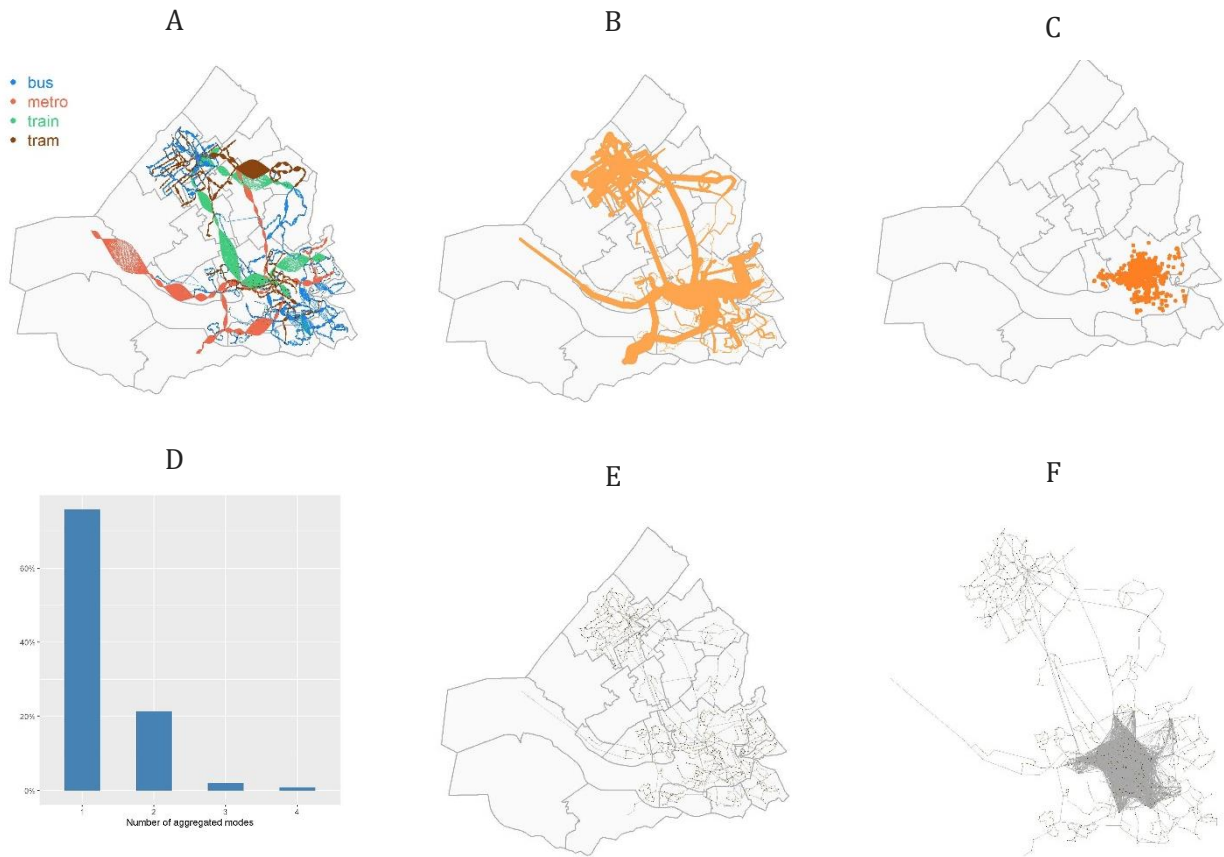 A
B
C
bus
metro
train
tram
D
E
F
60%
40%
20%
0%
1 2 3 4
Number of aggregated modes